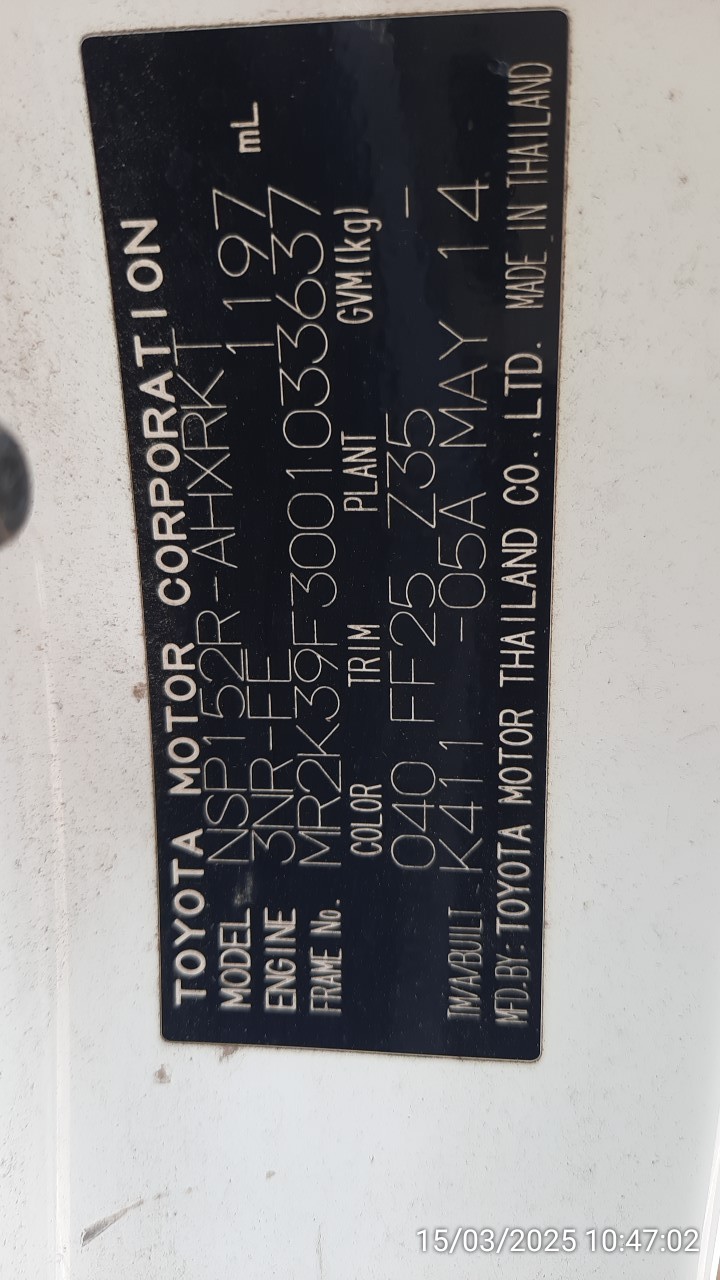 TOYOTA MOTOR CORPORATION
MODEL NSP152R-AHXRKT
ENGINE 3NR-FE 1197 mL
FRAME No. MR2K39F3001033637
COLOR TRIM PLANT GVM(kg)
040 FF25 Z35 -
TM/A/BUILT K411 -05A MAY 14
MFD.BY:TOYOTA MOTOR THAILAND CO.,LTD. MADE IN THAILAND
15/03/2025 10:47:02